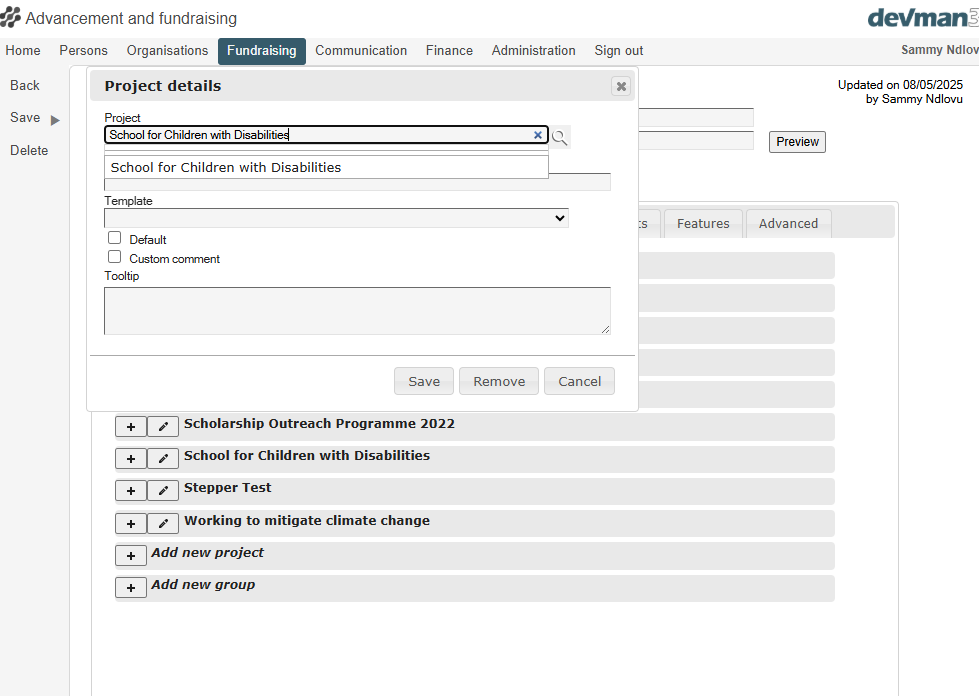 Advancement and fundraising
devman3
Home Persons Organisations Fundraising Communication Finance Administration Sign out
Sammy Ndlov
Back
Save
Delete
Project details
Updated on 08/05/2025
by Sammy Ndlovu
Project
School for Children with Disabilities
Preview
School for Children with Disabilities
Template
ts Features Advanced
Default
Custom comment
Tooltip
Save Remove Cancel
+ Scholarship Outreach Programme 2022
+ School for Children with Disabilities
+ Stepper Test
+ Working to mitigate climate change
+ Add new project
+ Add new group